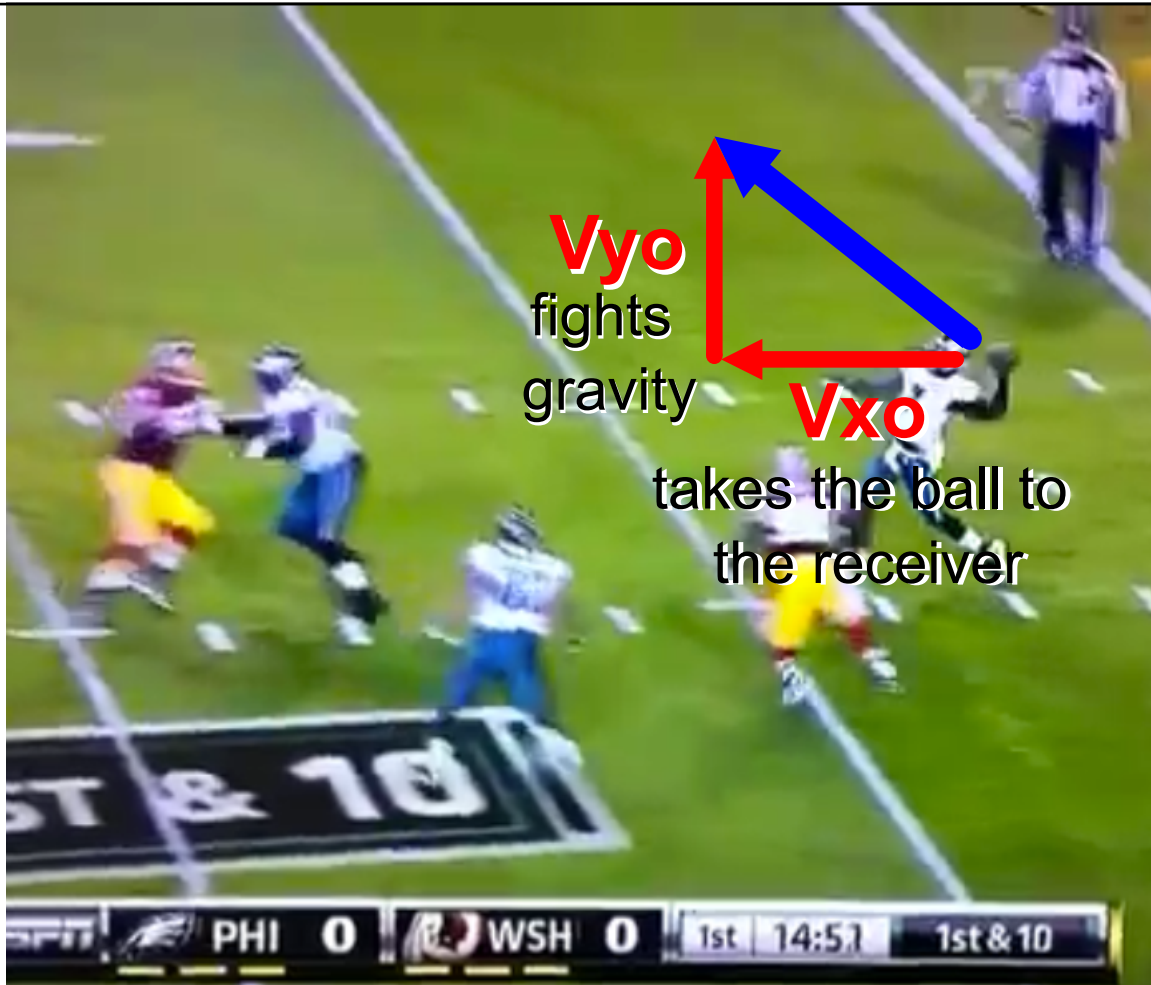 Vyo
fights
gravity
Vxo
takes the ball to
the receiver
ST & 10
ESPN PHI 0 WSH 0 1st 14:51 1st & 10